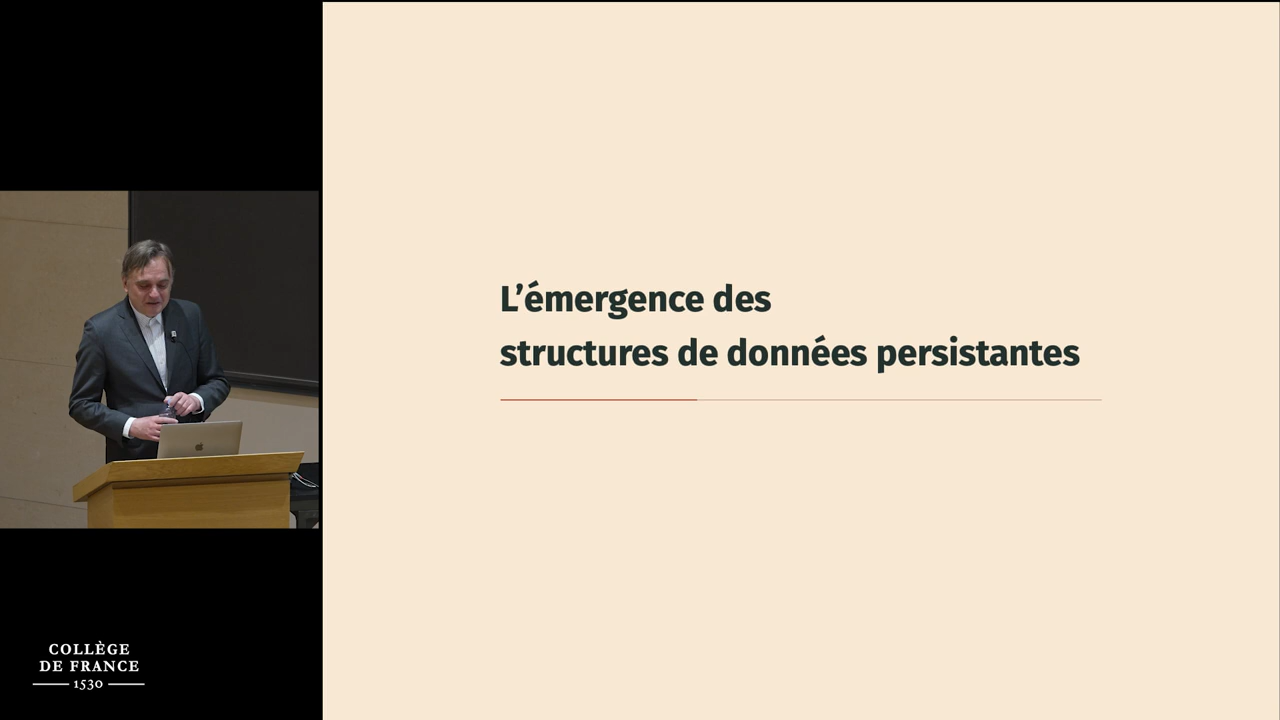 L’émergence des
structures de données persistantes
COLLÈGE
DE FRANCE
1530